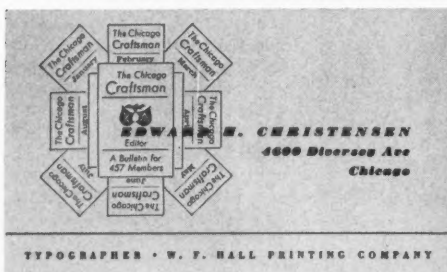 The Chicago
Craftsman
January
The Chicago
Craftsman
February
The Chicago
Craftsman
March
The Chicago
Craftsman
April
The Chicago
Craftsman
May
The Chicago
Craftsman
June
The Chicago
Craftsman
July
The Chicago
Craftsman
August
The Chicago
Craftsman
Editor
A Bulletin for
457 Members
EDWARD H. CHRISTENSEN
4600 Diversey Ave
Chicago
TYPOGRAPHER • W. F. HALL PRINTING COMPANY